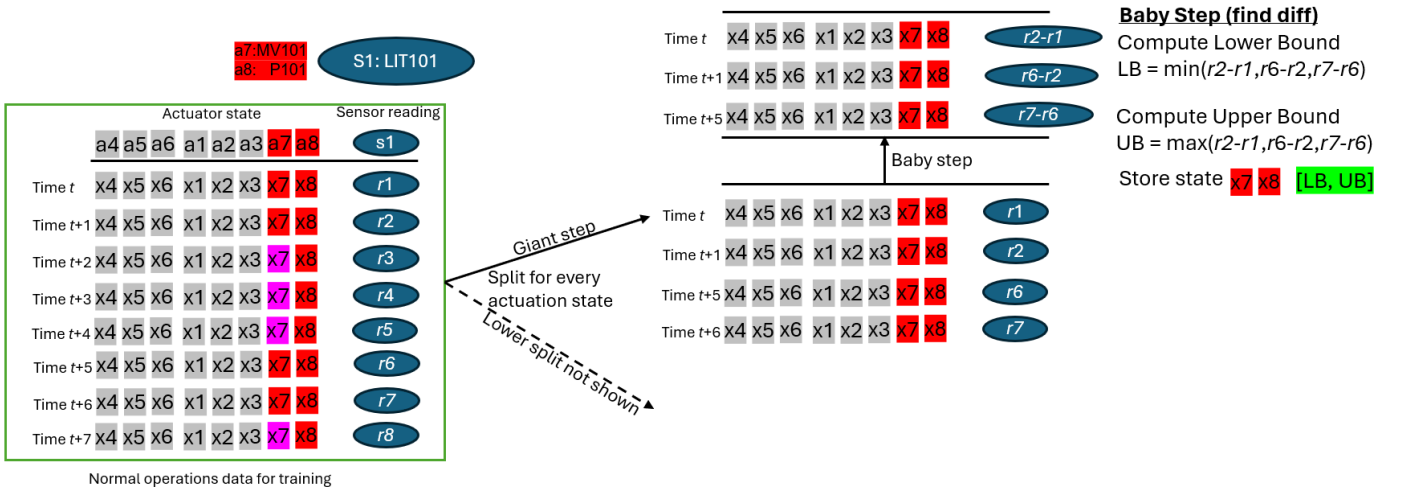 a7:MV101
a8: P101
S1: LIT101
Actuator state
Sensor reading
a4 a5 a6 a1 a2 a3 a7 a8 s1
Time t x4 x5 x6 x1 x2 x3 x7 x8 r1
Time t+1 x4 x5 x6 x1 x2 x3 x7 x8 r2
Time t+2 x4 x5 x6 x1 x2 x3 x7 x8 r3
Time t+3 x4 x5 x6 x1 x2 x3 x7 x8 r4
Time t+4 x4 x5 x6 x1 x2 x3 x7 x8 r5
Time t+5 x4 x5 x6 x1 x2 x3 x7 x8 r6
Time t+6 x4 x5 x6 x1 x2 x3 x7 x8 r7
Time t+7 x4 x5 x6 x1 x2 x3 x7 x8 r8
Normal operations data for training
Giant step
Split for every
actuation state
Lower split not shown
Time t x4 x5 x6 x1 x2 x3 x7 x8 r2-r1
Time t+1 x4 x5 x6 x1 x2 x3 x7 x8 r6-r2
Time t+5 x4 x5 x6 x1 x2 x3 x7 x8 r7-r6
Baby step
Time t x4 x5 x6 x1 x2 x3 x7 x8 r1
Time t+1 x4 x5 x6 x1 x2 x3 x7 x8 r2
Time t+5 x4 x5 x6 x1 x2 x3 x7 x8 r6
Time t+6 x4 x5 x6 x1 x2 x3 x7 x8 r7
Baby Step (find diff)
Compute Lower Bound
LB = min(r2-r1,r6-r2,r7-r6)
Compute Upper Bound
UB = max(r2-r1,r6-r2,r7-r6)
Store state x7 x8 [LB, UB]